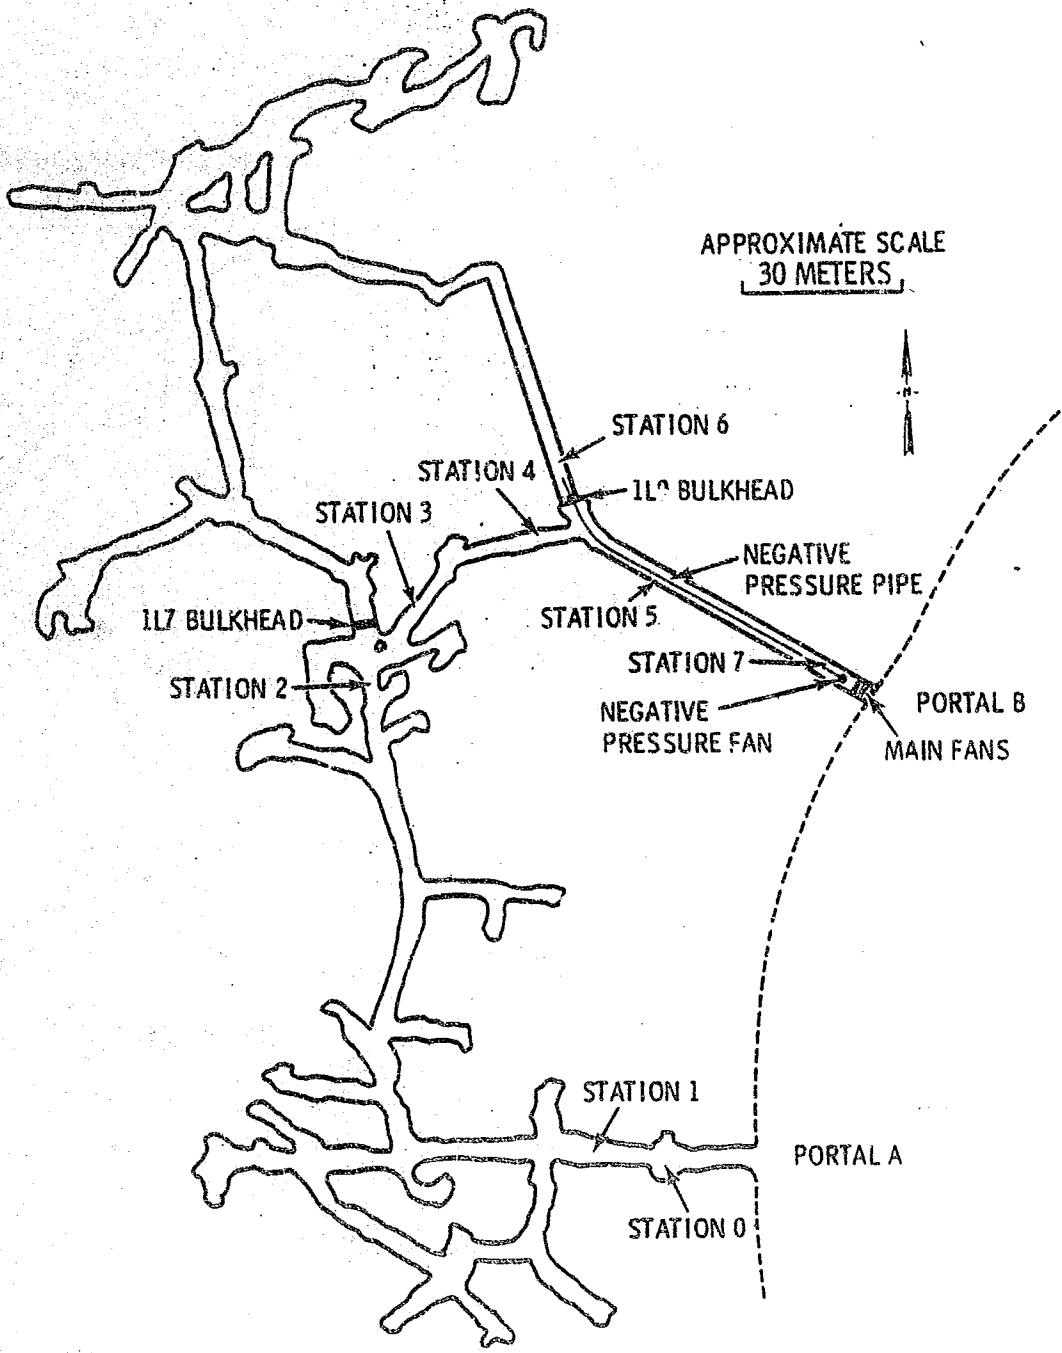 APPROXIMATE SCALE
30 METERS
N
STATION 6
STATION 4
BULKHEAD
STATION 3
NEGATIVE
PRESSURE PIPE
STATION 5
1L7 BULKHEAD
STATION 7
STATION 2
NEGATIVE
PRESSURE FAN
PORTAL B
MAIN FANS
STATION 1
PORTAL A
STATION 0